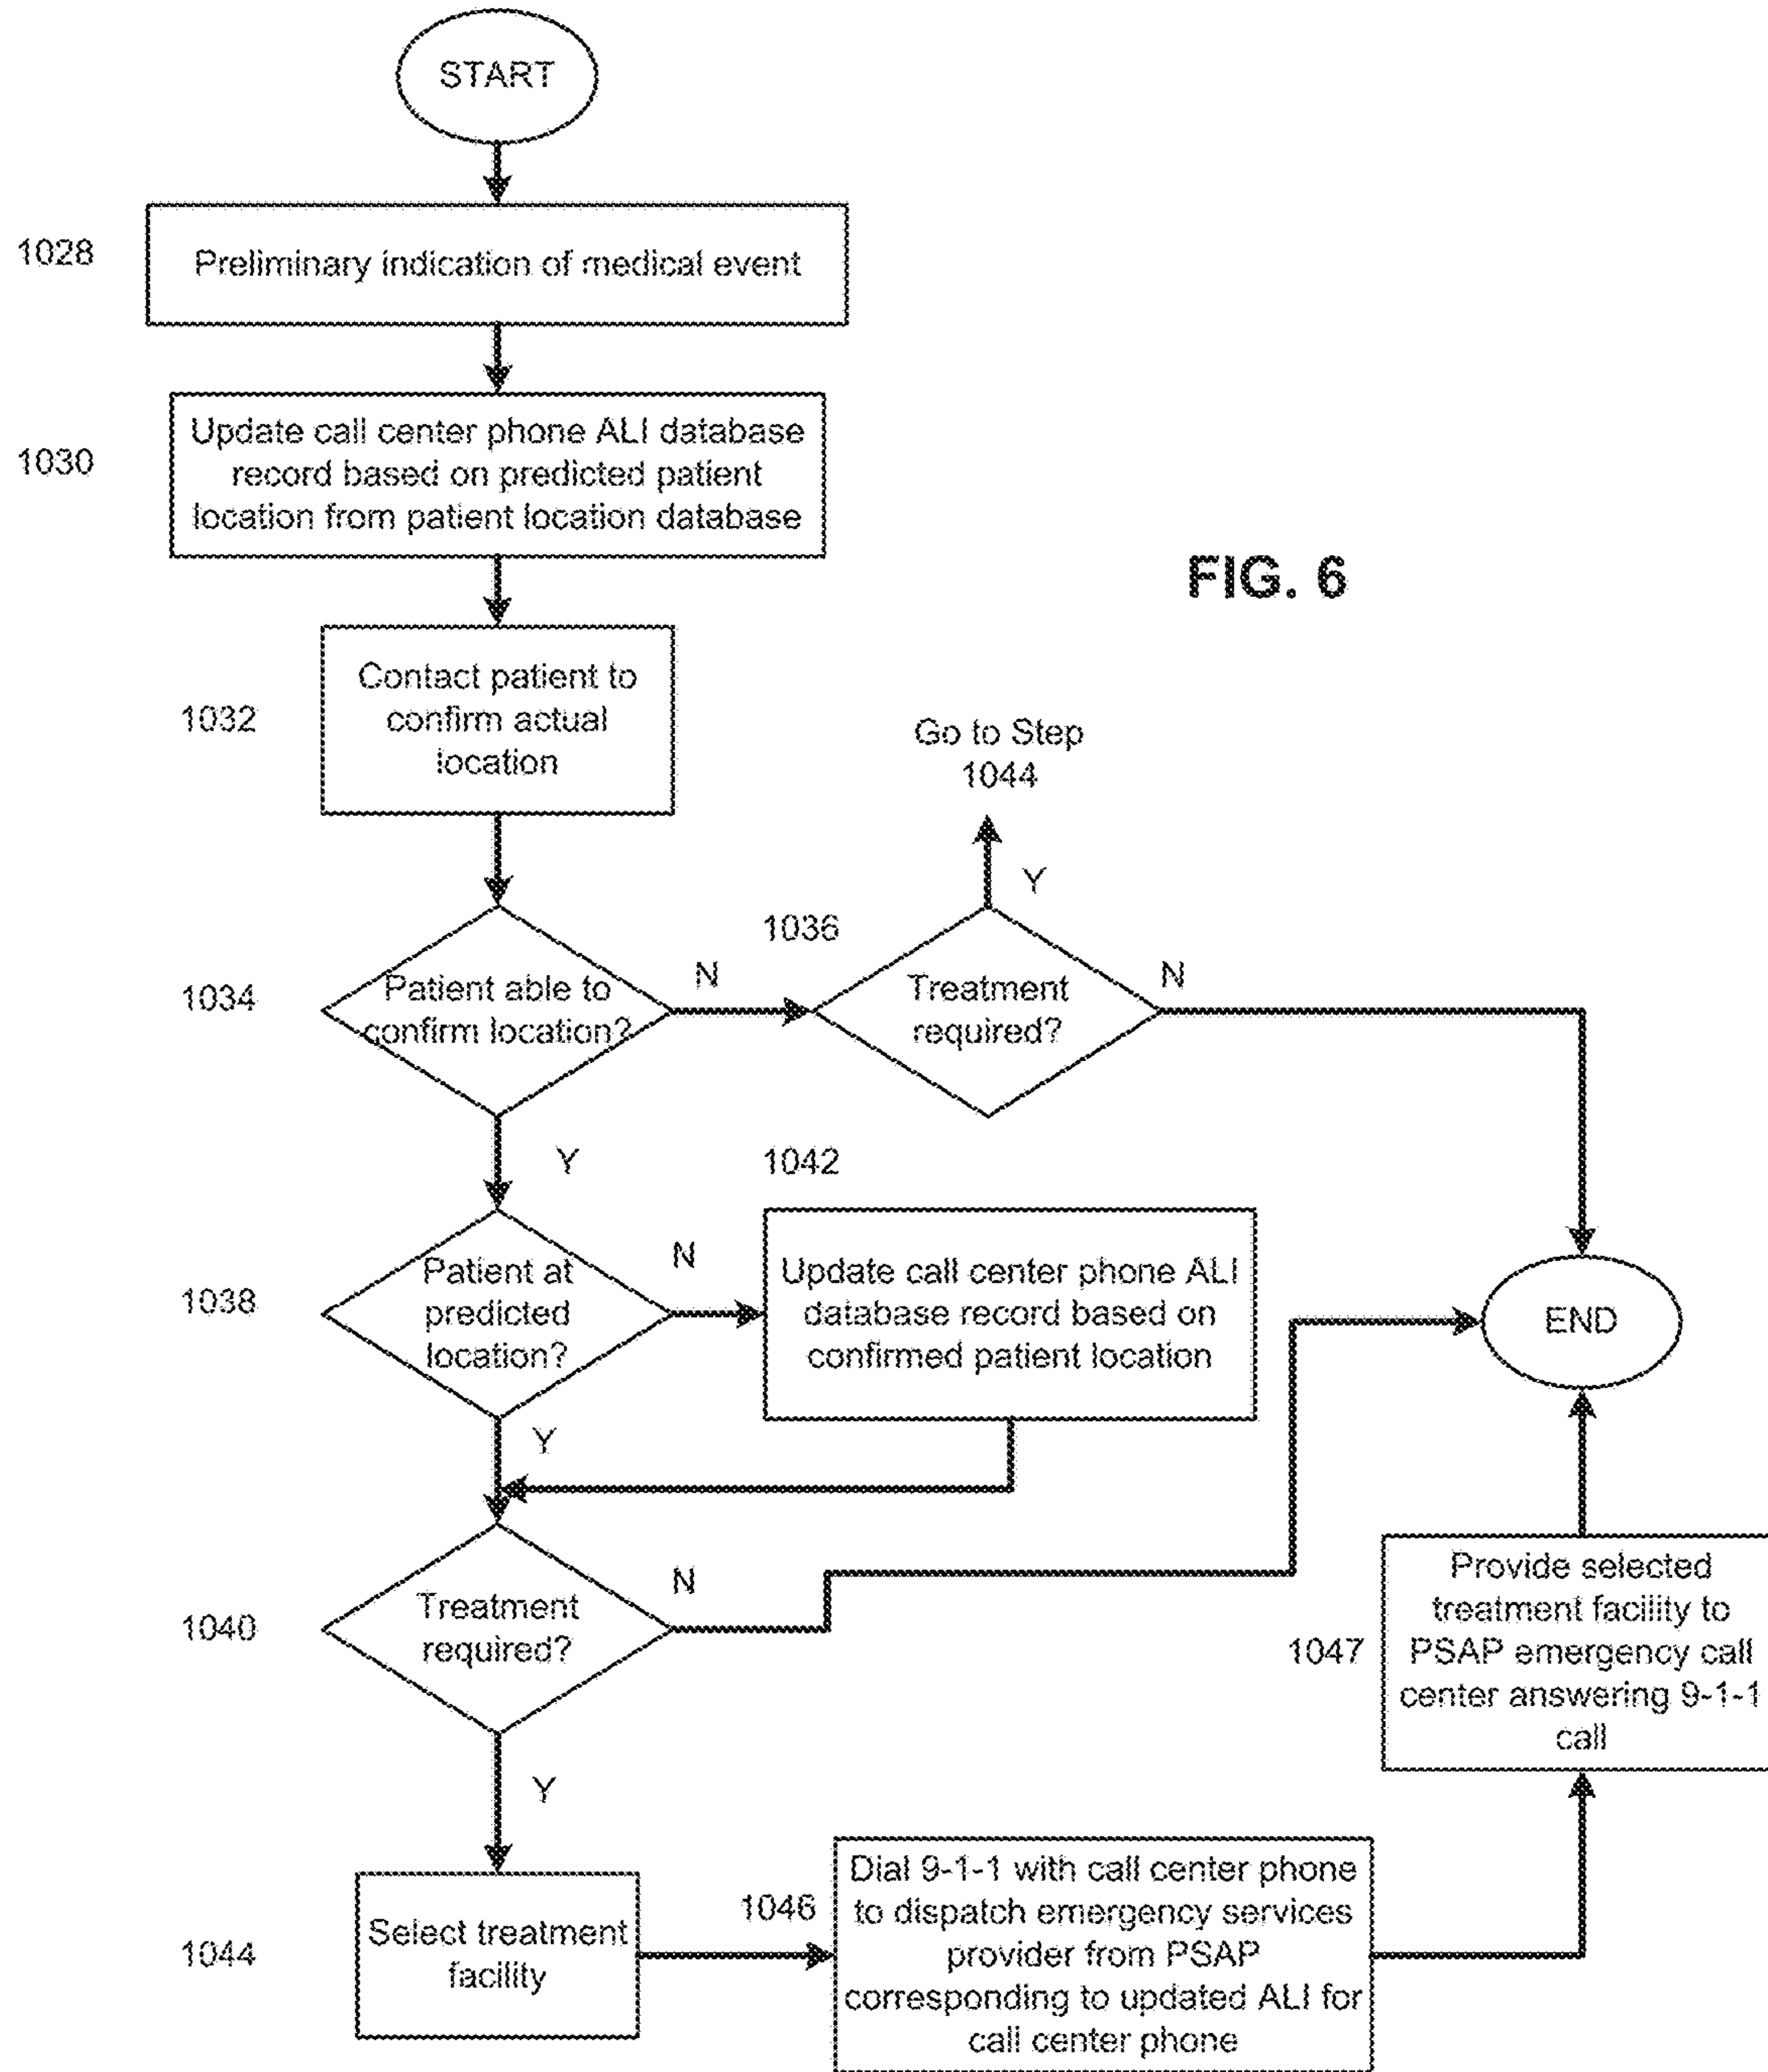 START
1028
Preliminary indication of medical event
1030
Update call center phone ALI database
record based on predicted patient
location from patient location database
FIG. 6
1032
Contact patient to
confirm actual
location
Go to Step
1044
Y
1034
Patient able to
confirm location?
N
1036
Treatment
required?
N
Y
1038
Patient at
predicted
location?
N
1042
Update call center phone ALI
database record based on
confirmed patient location
END
Y
1040
Treatment
required?
N
Y
1047
Provide selected
treatment facility to
PSAP emergency call
center answering 9-1-1
call
1044
Select treatment
facility
1046
Dial 9-1-1 with call center phone
to dispatch emergency services
provider from PSAP
corresponding to updated ALI for
call center phone